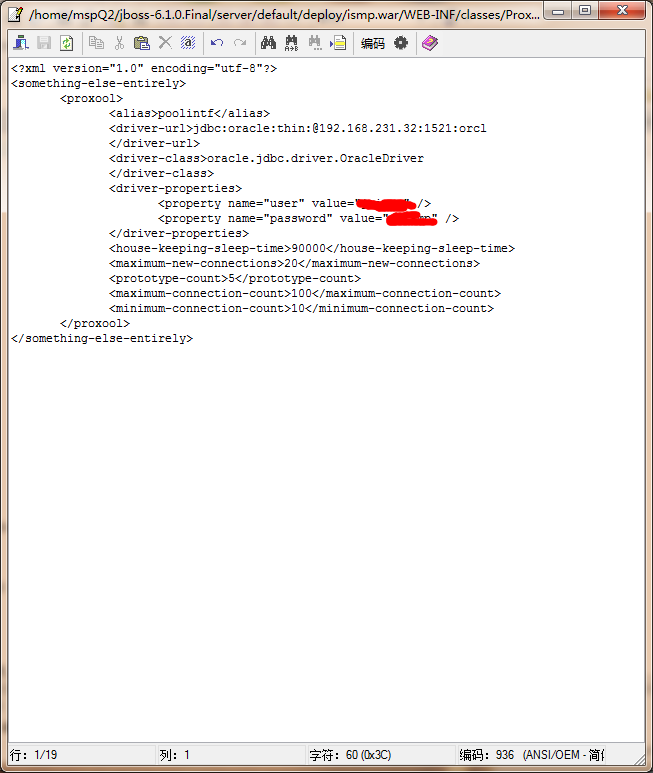 /home/mspQ2/jboss-6.1.0.Final/server/default/deploy/ismp.war/WEB-INF/classes/Prox...
编码
<?xml version="1.0" encoding="utf-8"?>
<something-else-entirely>
<proxool>
<alias>poolintf</alias>
<driver-url>jdbc:oracle:thin:@192.168.231.32:1521:orcl
</driver-url>
<driver-class>oracle.jdbc.driver.OracleDriver
</driver-class>
<driver-properties>
<property name="user" value=" />
<property name="password" value=" " />
</driver-properties>
<house-keeping-sleep-time>90000</house-keeping-sleep-time>
<maximum-new-connections>20</maximum-new-connections>
<prototype-count>5</prototype-count>
<maximum-connection-count>100</maximum-connection-count>
<minimum-connection-count>10</minimum-connection-count>
</proxool>
</something-else-entirely>
行: 1/19 列: 1 字符: 60 (0x3C) 编码: 936 (ANSI/OEM - 简